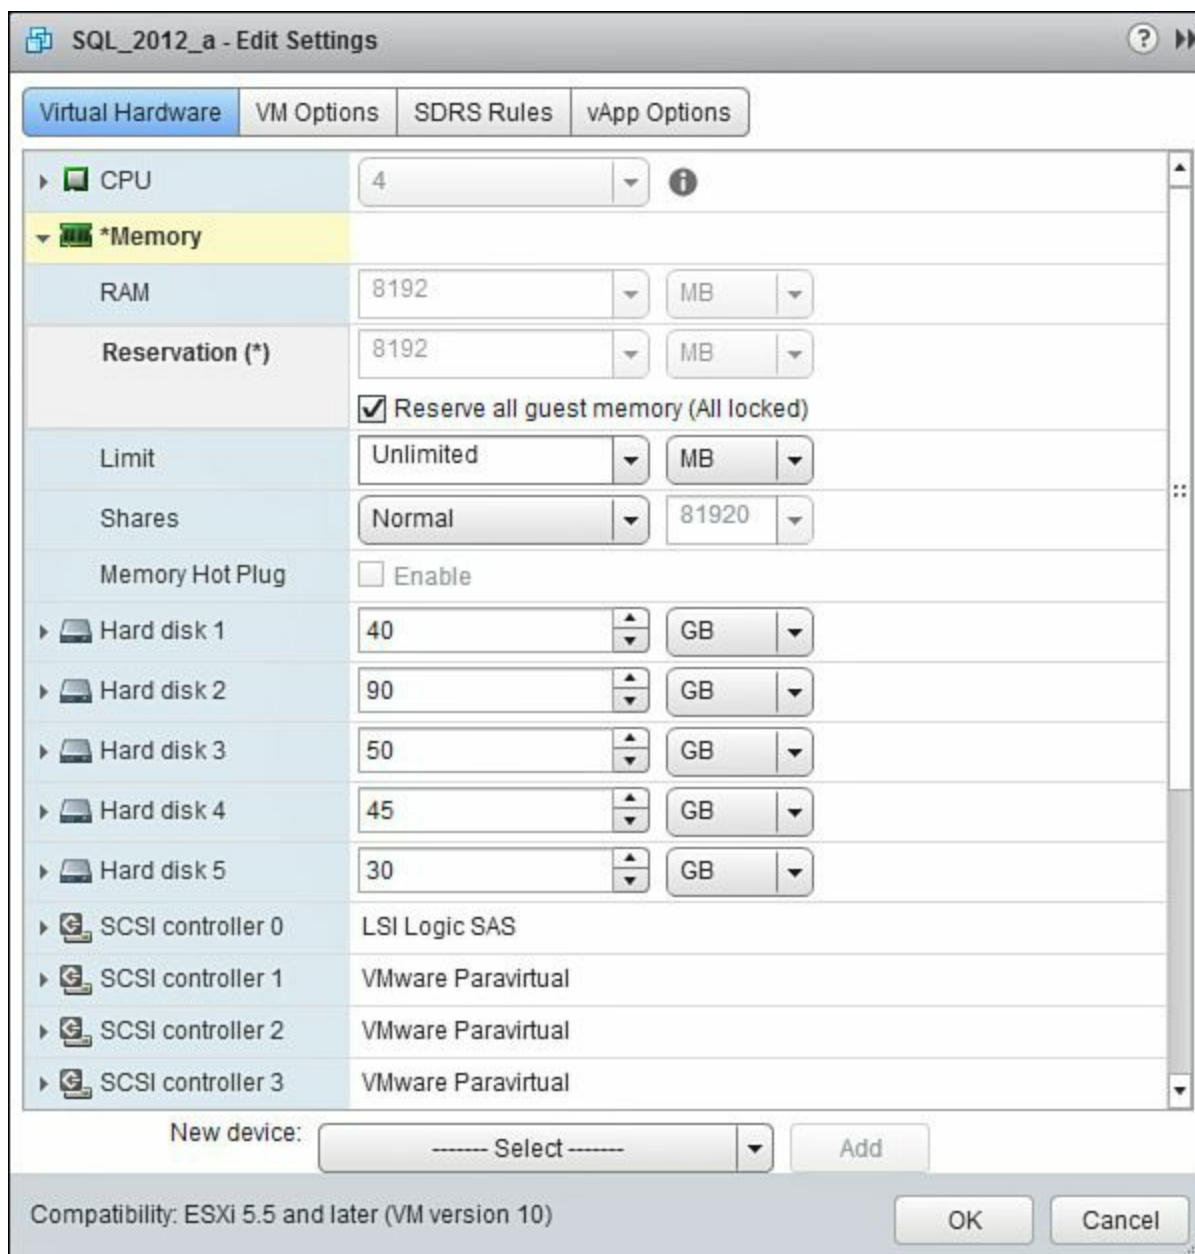 SQL_2012_a - Edit Settings ?
Virtual Hardware VM Options SDRS Rules vApp Options
CPU 4
*Memory
RAM 8192 MB
Reservation (*) 8192 MB
Reserve all guest memory (All locked)
Limit Unlimited MB
Shares Normal 81920
Memory Hot Plug Enable
Hard disk 1 40 GB
Hard disk 2 90 GB
Hard disk 3 50 GB
Hard disk 4 45 GB
Hard disk 5 30 GB
SCSI controller 0 LSI Logic SAS
SCSI controller 1 VMware Paravirtual
SCSI controller 2 VMware Paravirtual
SCSI controller 3 VMware Paravirtual
New device: ------- Select ------- Add
Compatibility: ESXi 5.5 and later (VM version 10) OK Cancel